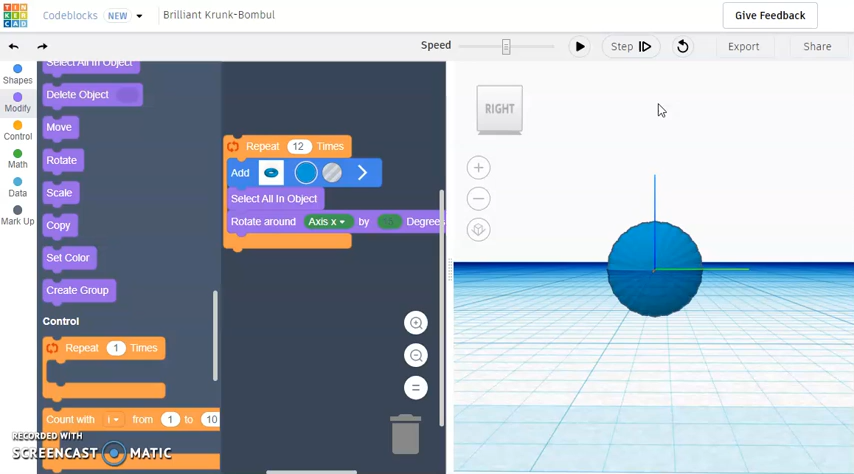 TIN
KER
CAD
Codeblocks NEW
Brilliant Krunk-Bombul
Give Feedback
Speed
Step
Export
Share
Shapes
Modify
Control
Math
Data
Mark Up
Select All In Object
Delete Object
Move
Rotate
Scale
Copy
Set Color
Create Group
Control
Repeat 1 Times
Count with i from 1 to 10
Repeat 12 Times
Add
Select All In Object
Rotate around Axis x by 15 Degrees
RIGHT
RECORDED WITH
SCREENCAST MATIC